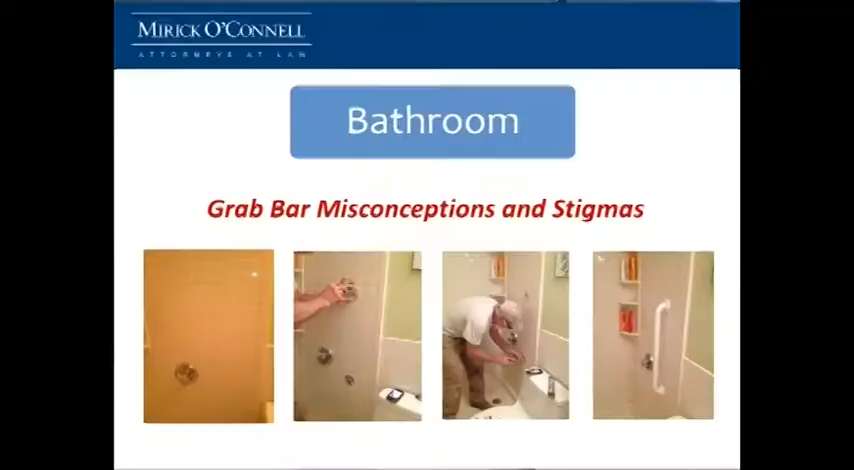 MIRICK O'CONNELL
ATTORNEYS AT LAW
Bathroom
Grab Bar Misconceptions and Stigmas